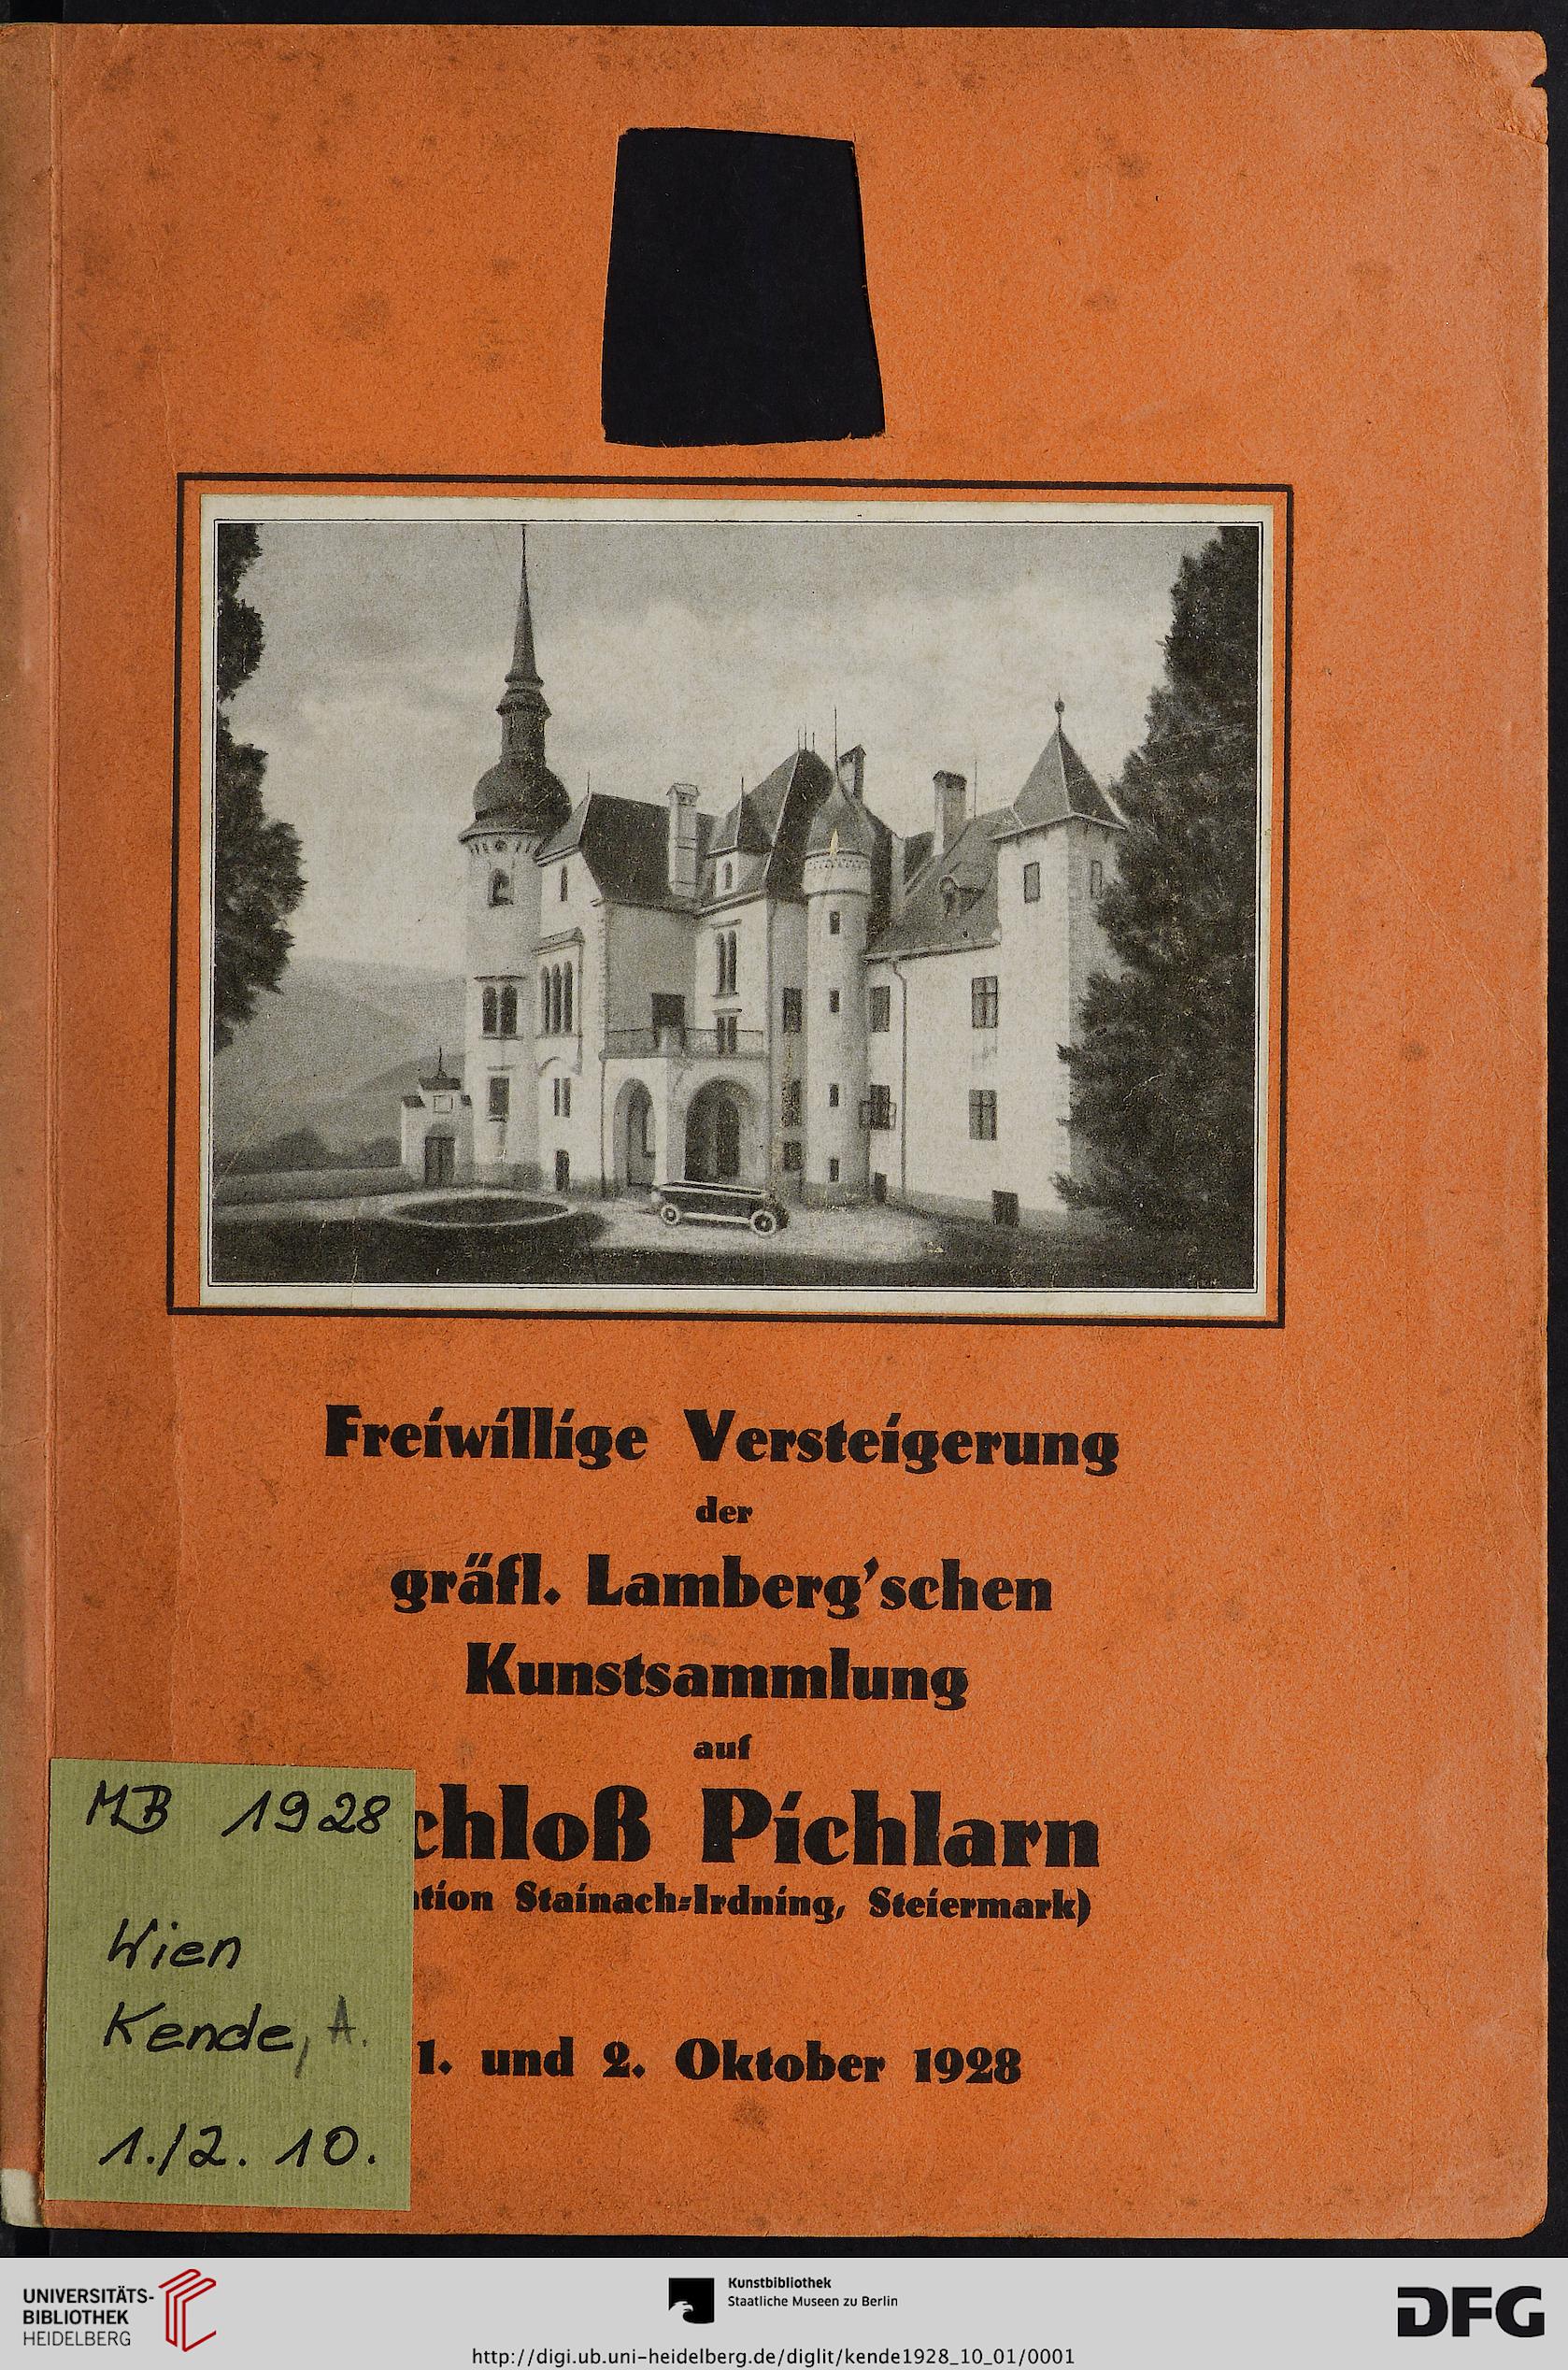 Freiwillige Versteigerung
der
gräfl. Lamberg'schen
Kunstsammlung
auf
chloß Pichlarn
tion Stainach-Irdning, Steiermark)
1. und 2. Oktober 1928
MB 1928
Wien
Kende, A.
1./2. 10.
UNIVERSITÄTS-
BIBLIOTHEK
HEIDELBERG
Kunstbibliothek
Staatliche Museen zu Berlin
DFG
http://digi.ub.uni-heidelberg.de/diglit/kende1928_10_01/0001